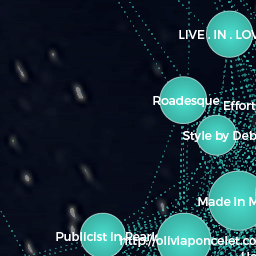 LIVE . IN . LOV
Roadesque
Effort
Style by Deb
Made in M
Publicist in Pearl
http://oliviaponcelet.co